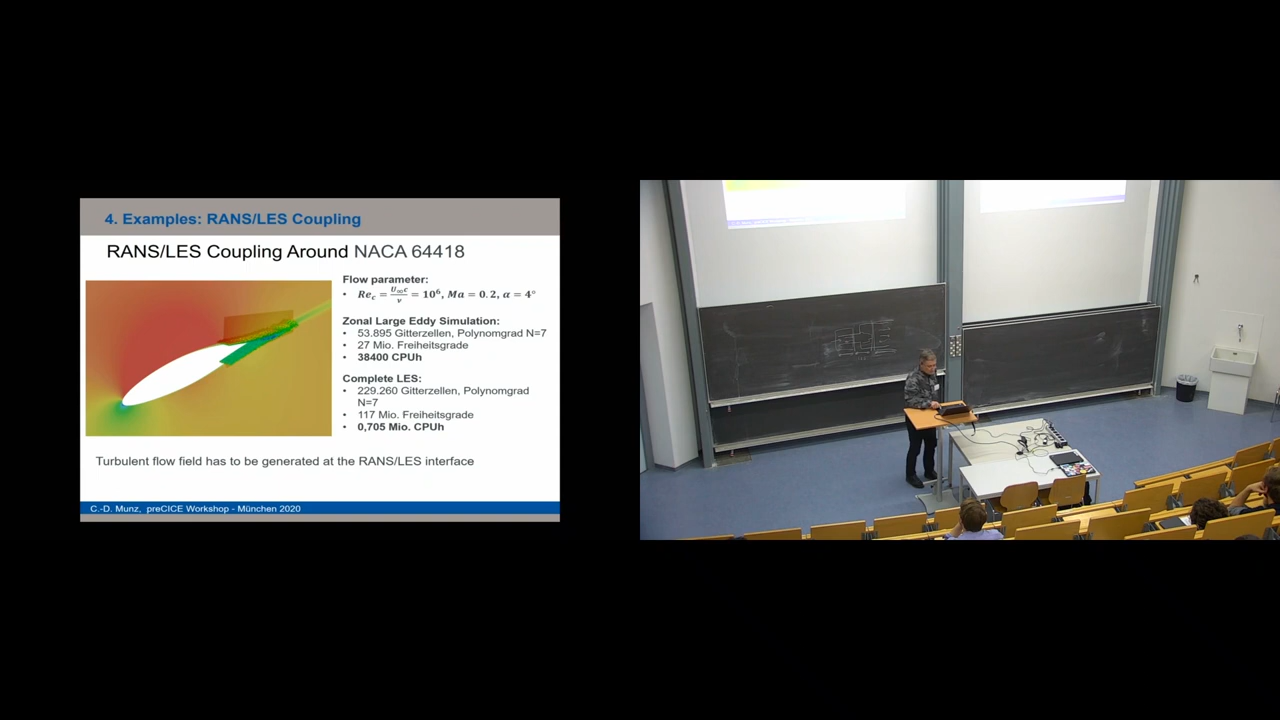 4. Examples: RANS/LES Coupling
RANS/LES Coupling Around NACA 64418
Flow parameter:
• Re_c = U_∞c/ν = 10⁶, Ma = 0.2, α = 4°
Zonal Large Eddy Simulation:
• 53.895 Gitterzellen, Polynomgrad N=7
• 27 Mio. Freiheitsgrade
• 38400 CPUh
Complete LES:
• 229.260 Gitterzellen, Polynomgrad
N=7
• 117 Mio. Freiheitsgrade
• 0,705 Mio. CPUh
Turbulent flow field has to be generated at the RANS/LES interface
C.-D. Munz, preCICE Workshop - München 2020